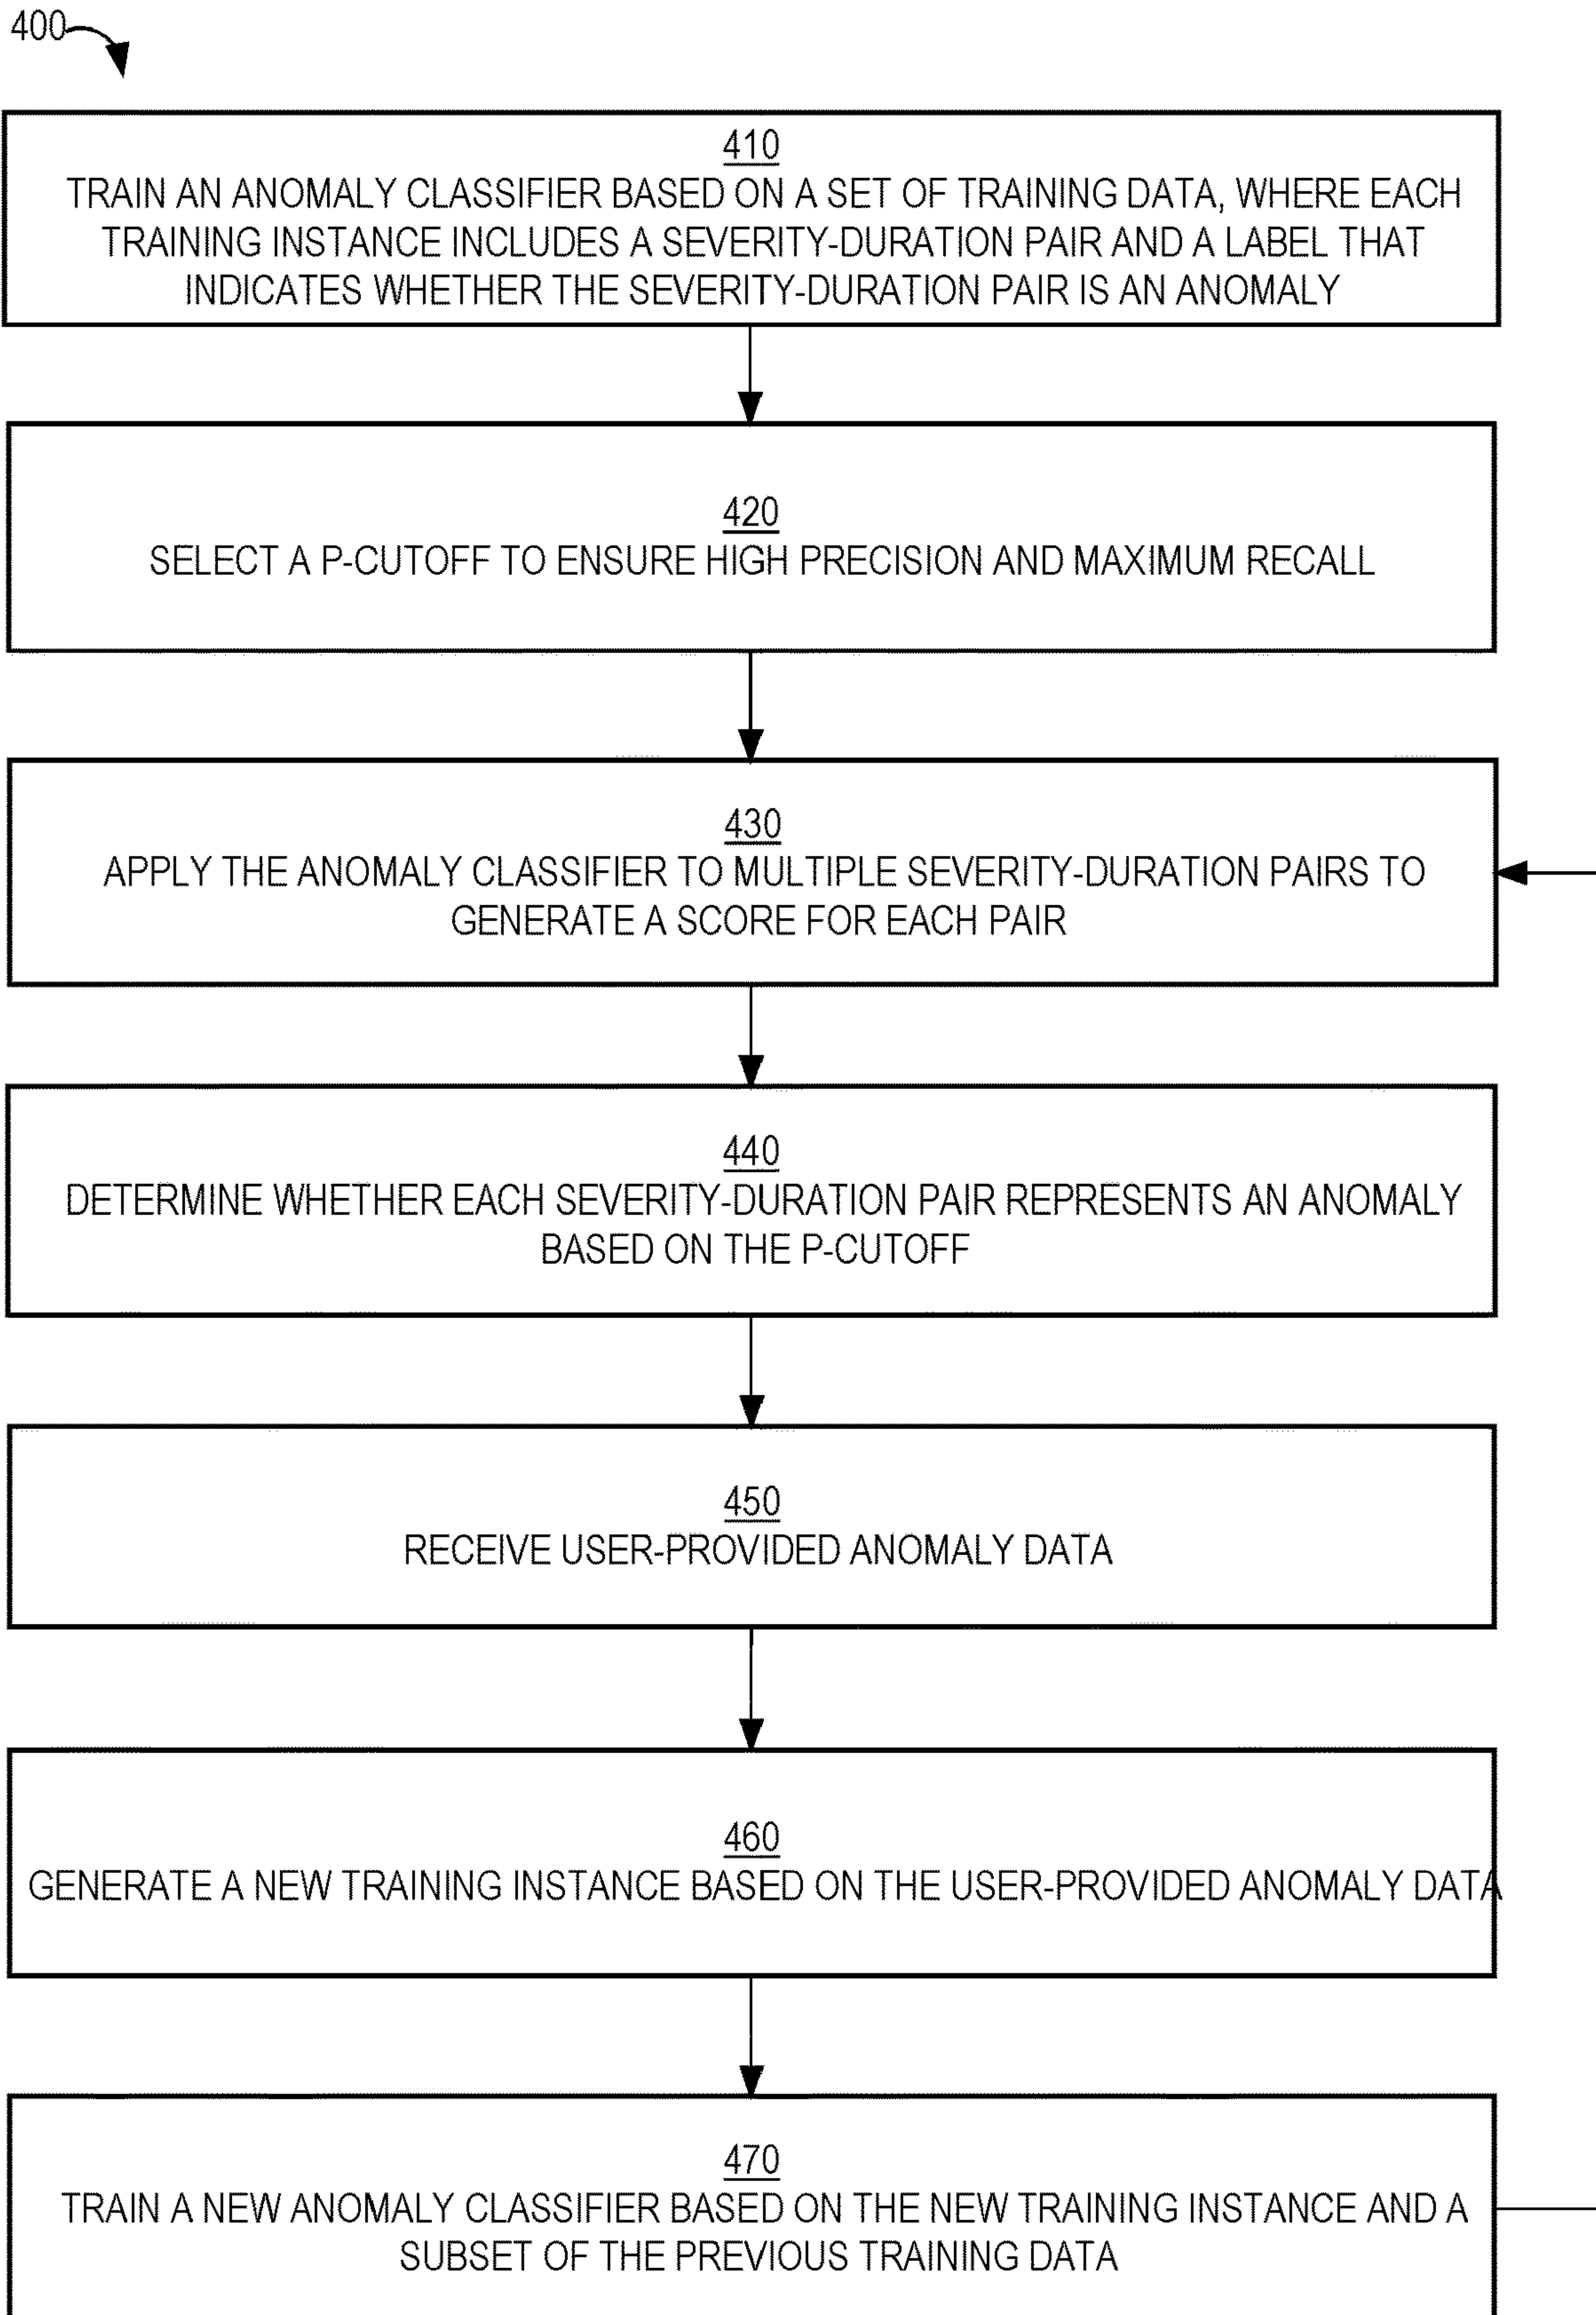 400
410
TRAIN AN ANOMALY CLASSIFIER BASED ON A SET OF TRAINING DATA, WHERE EACH
TRAINING INSTANCE INCLUDES A SEVERITY-DURATION PAIR AND A LABEL THAT
INDICATES WHETHER THE SEVERITY-DURATION PAIR IS AN ANOMALY
420
SELECT A P-CUTOFF TO ENSURE HIGH PRECISION AND MAXIMUM RECALL
430
APPLY THE ANOMALY CLASSIFIER TO MULTIPLE SEVERITY-DURATION PAIRS TO
GENERATE A SCORE FOR EACH PAIR
440
DETERMINE WHETHER EACH SEVERITY-DURATION PAIR REPRESENTS AN ANOMALY
BASED ON THE P-CUTOFF
450
RECEIVE USER-PROVIDED ANOMALY DATA
460
GENERATE A NEW TRAINING INSTANCE BASED ON THE USER-PROVIDED ANOMALY DATA
470
TRAIN A NEW ANOMALY CLASSIFIER BASED ON THE NEW TRAINING INSTANCE AND A
SUBSET OF THE PREVIOUS TRAINING DATA